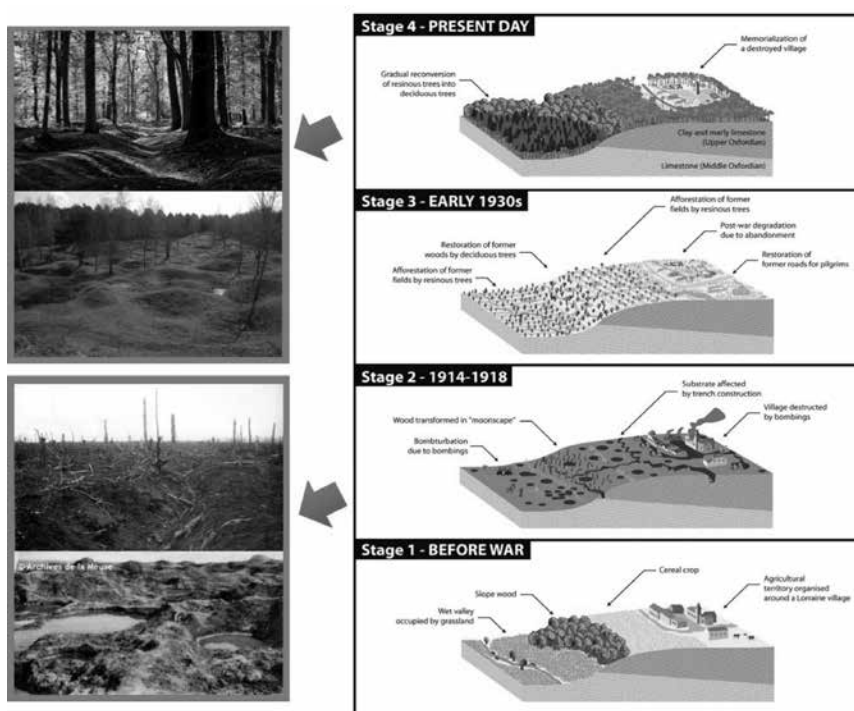 Stage 4 - PRESENT DAY
Memorialization of
a destroyed village
Gradual reconversion
of resinous trees into
deciduous trees
Clay and marly limestone
(Upper Oxfordian)
Limestone (Middle Oxfordian)
Stage 3 - EARLY 1930s
Afforestation of former
fields by resinous trees
Post-war degradation
due to abandonment
Restoration of former
woods by deciduous trees
Restoration of
former roads for pilgrims
Afforestation of former
fields by resinous trees
Stage 2 - 1914-1918
Substrate affected
by trench construction
Village destructed
by bombings
Wood transformed in "moonscape"
Bombturbation
due to bombings
Stage 1 - BEFORE WAR
Cereal crop
Agricultural
territory organised
around a Lorraine village
Slope wood
Wet valley
occupied by grassland
© Archives de la Meuse